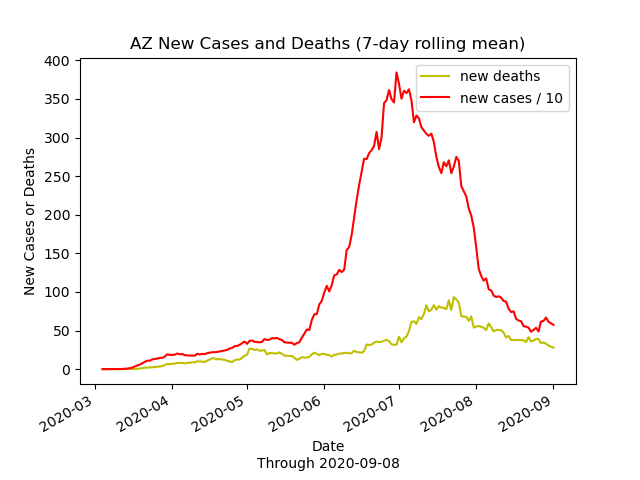 AZ New Cases and Deaths (7-day rolling mean)
new deaths
new cases / 10
New Cases or Deaths
400
350
300
250
200
150
100
50
0
2020-03
2020-04
2020-05
2020-06
2020-07
2020-08
2020-09
Date
Through 2020-09-08